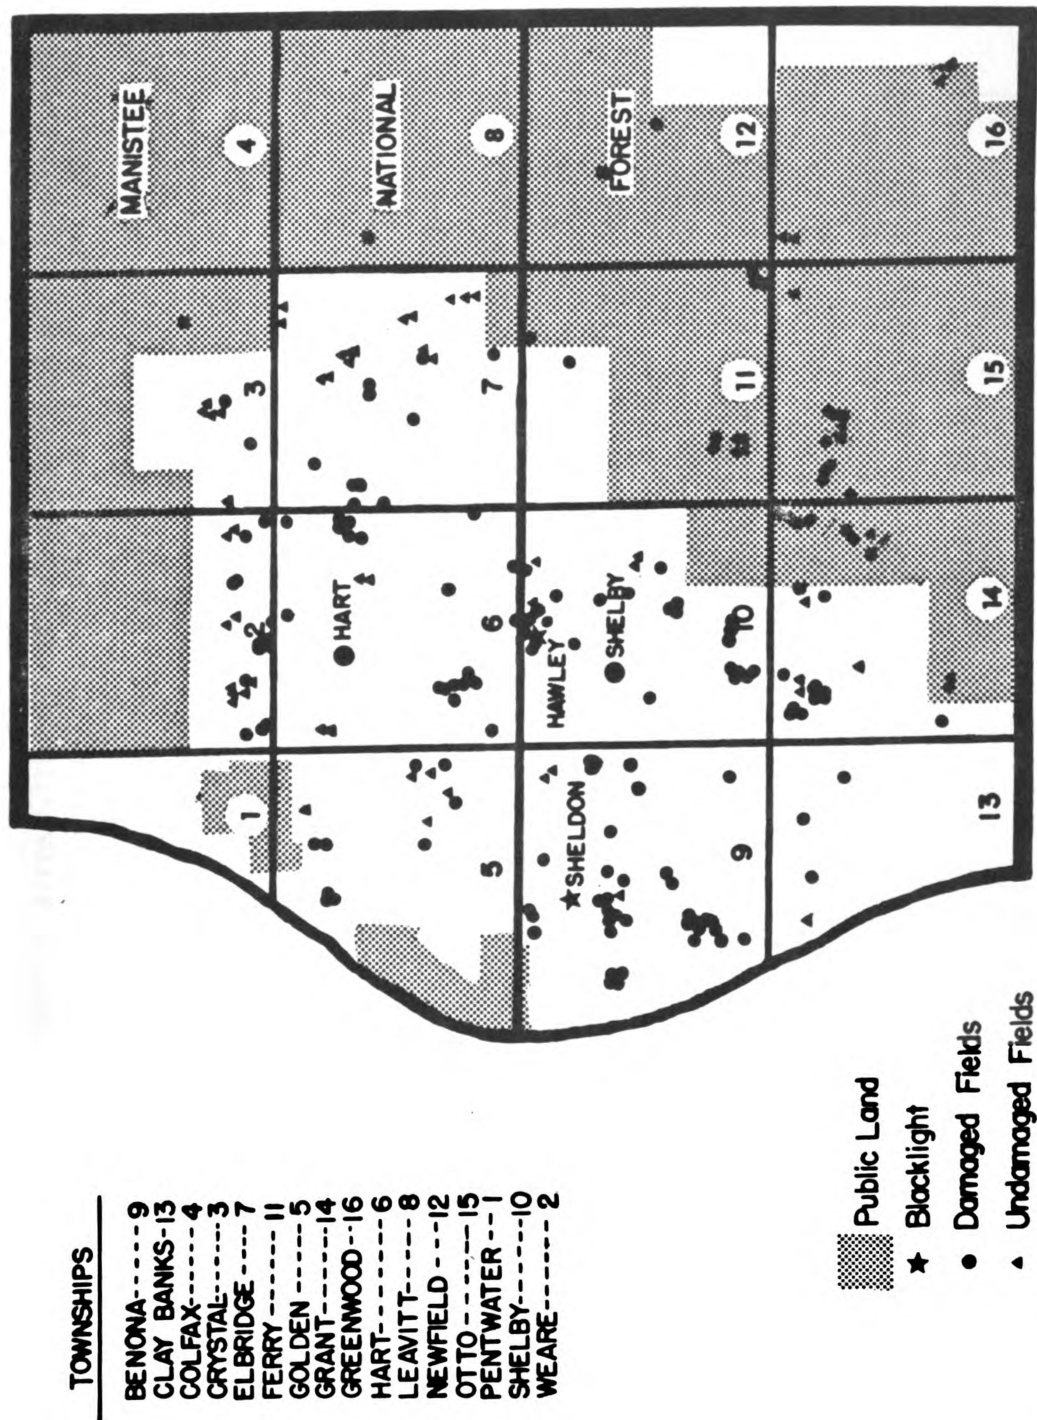 TOWNSHIPS
BENONA------9
CLAY BANKS-13
COLFAX-------4
CRYSTAL------3
ELBRIDGE----7
FERRY-------11
GOLDEN-----5
GRANT------14
GREENWOOD--16
HART--------6
LEAVITT-----8
NEWFIELD---12
OTTO-------15
PENTWATER--1
SHELBY-----10
WEARE------2
MANISTEE
NATIONAL
FOREST
4
8
12
16
3
7
11
15
2
HART
6
HAWLEY
SHELBY
10
14
1
5
SHELDON
9
13
Public Land
Blacklight
Damaged Fields
Undamaged Fields